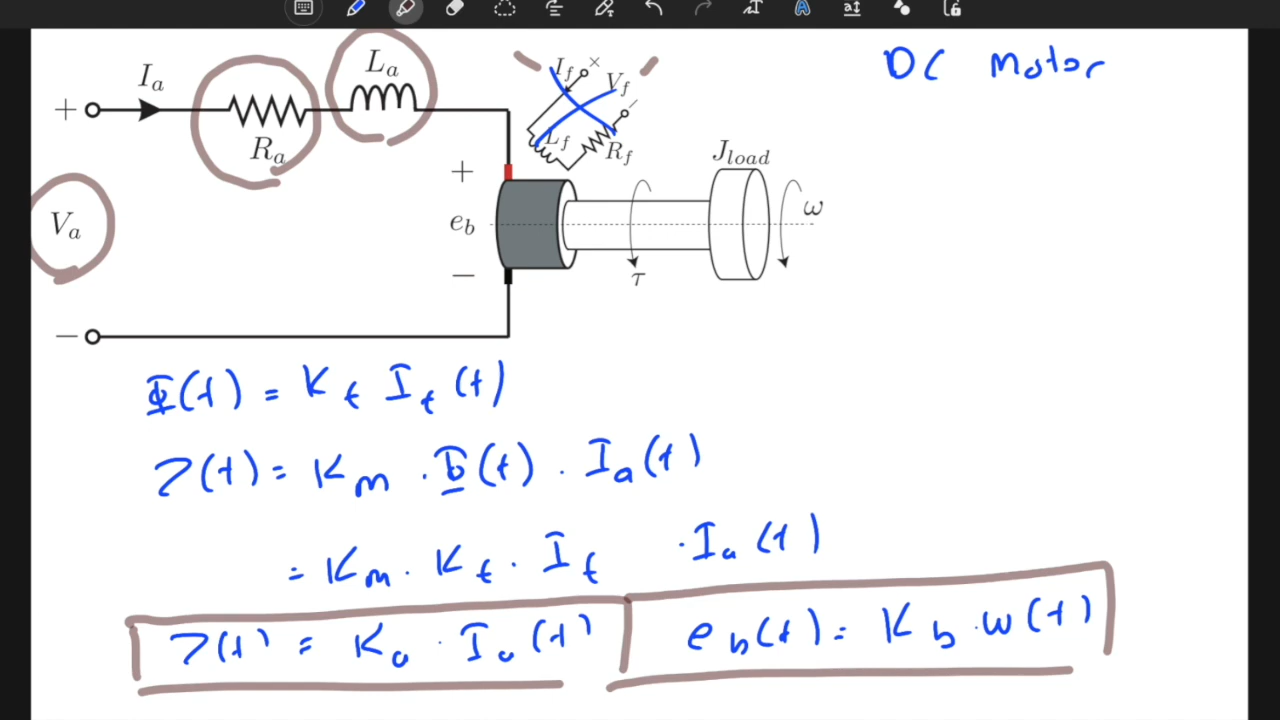 DC Motor
I_a
R_a
L_a
I_f
×
V_f
L_f
R_f
+
V_a
−
+
e_b
−
J_load
ω
τ
Φ(t) = K_f I_f (t)
τ(t) = K_m · Φ(t) · I_a(t)
= K_m · K_f · I_f · I_a (t)
τ(t) = K_a · I_a (t)
e_b(t) = K_b · ω(t)